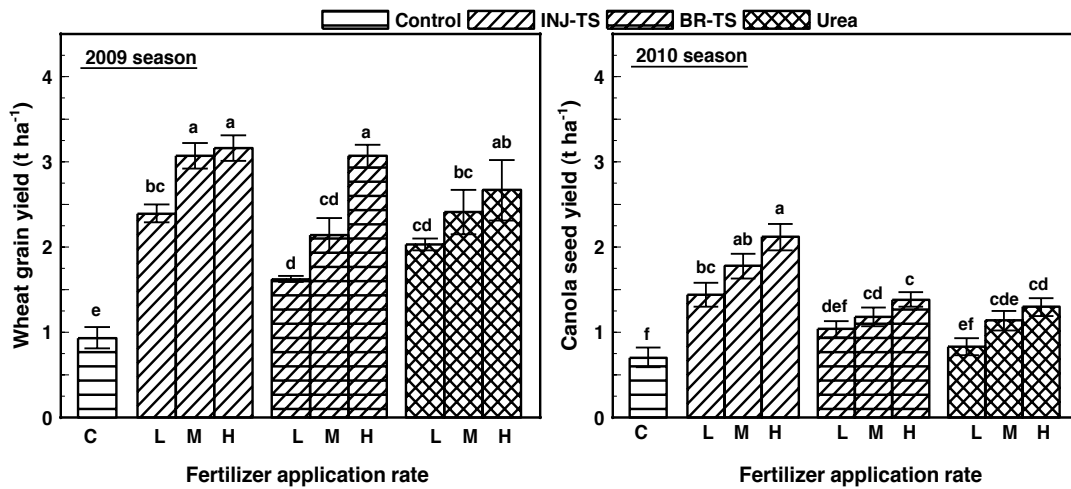 Control INJ-TS BR-TS Urea
2009 season
Wheat grain yield (t ha-1)
4
3
2
1
0
e
bc
a
a
d
cd
a
cd
bc
ab
C L M H L M H L M H
Fertilizer application rate
2010 season
Canola seed yield (t ha-1)
4
3
2
1
0
f
bc
ab
a
def
cd
c
ef
cde
cd
C L M H L M H L M H
Fertilizer application rate